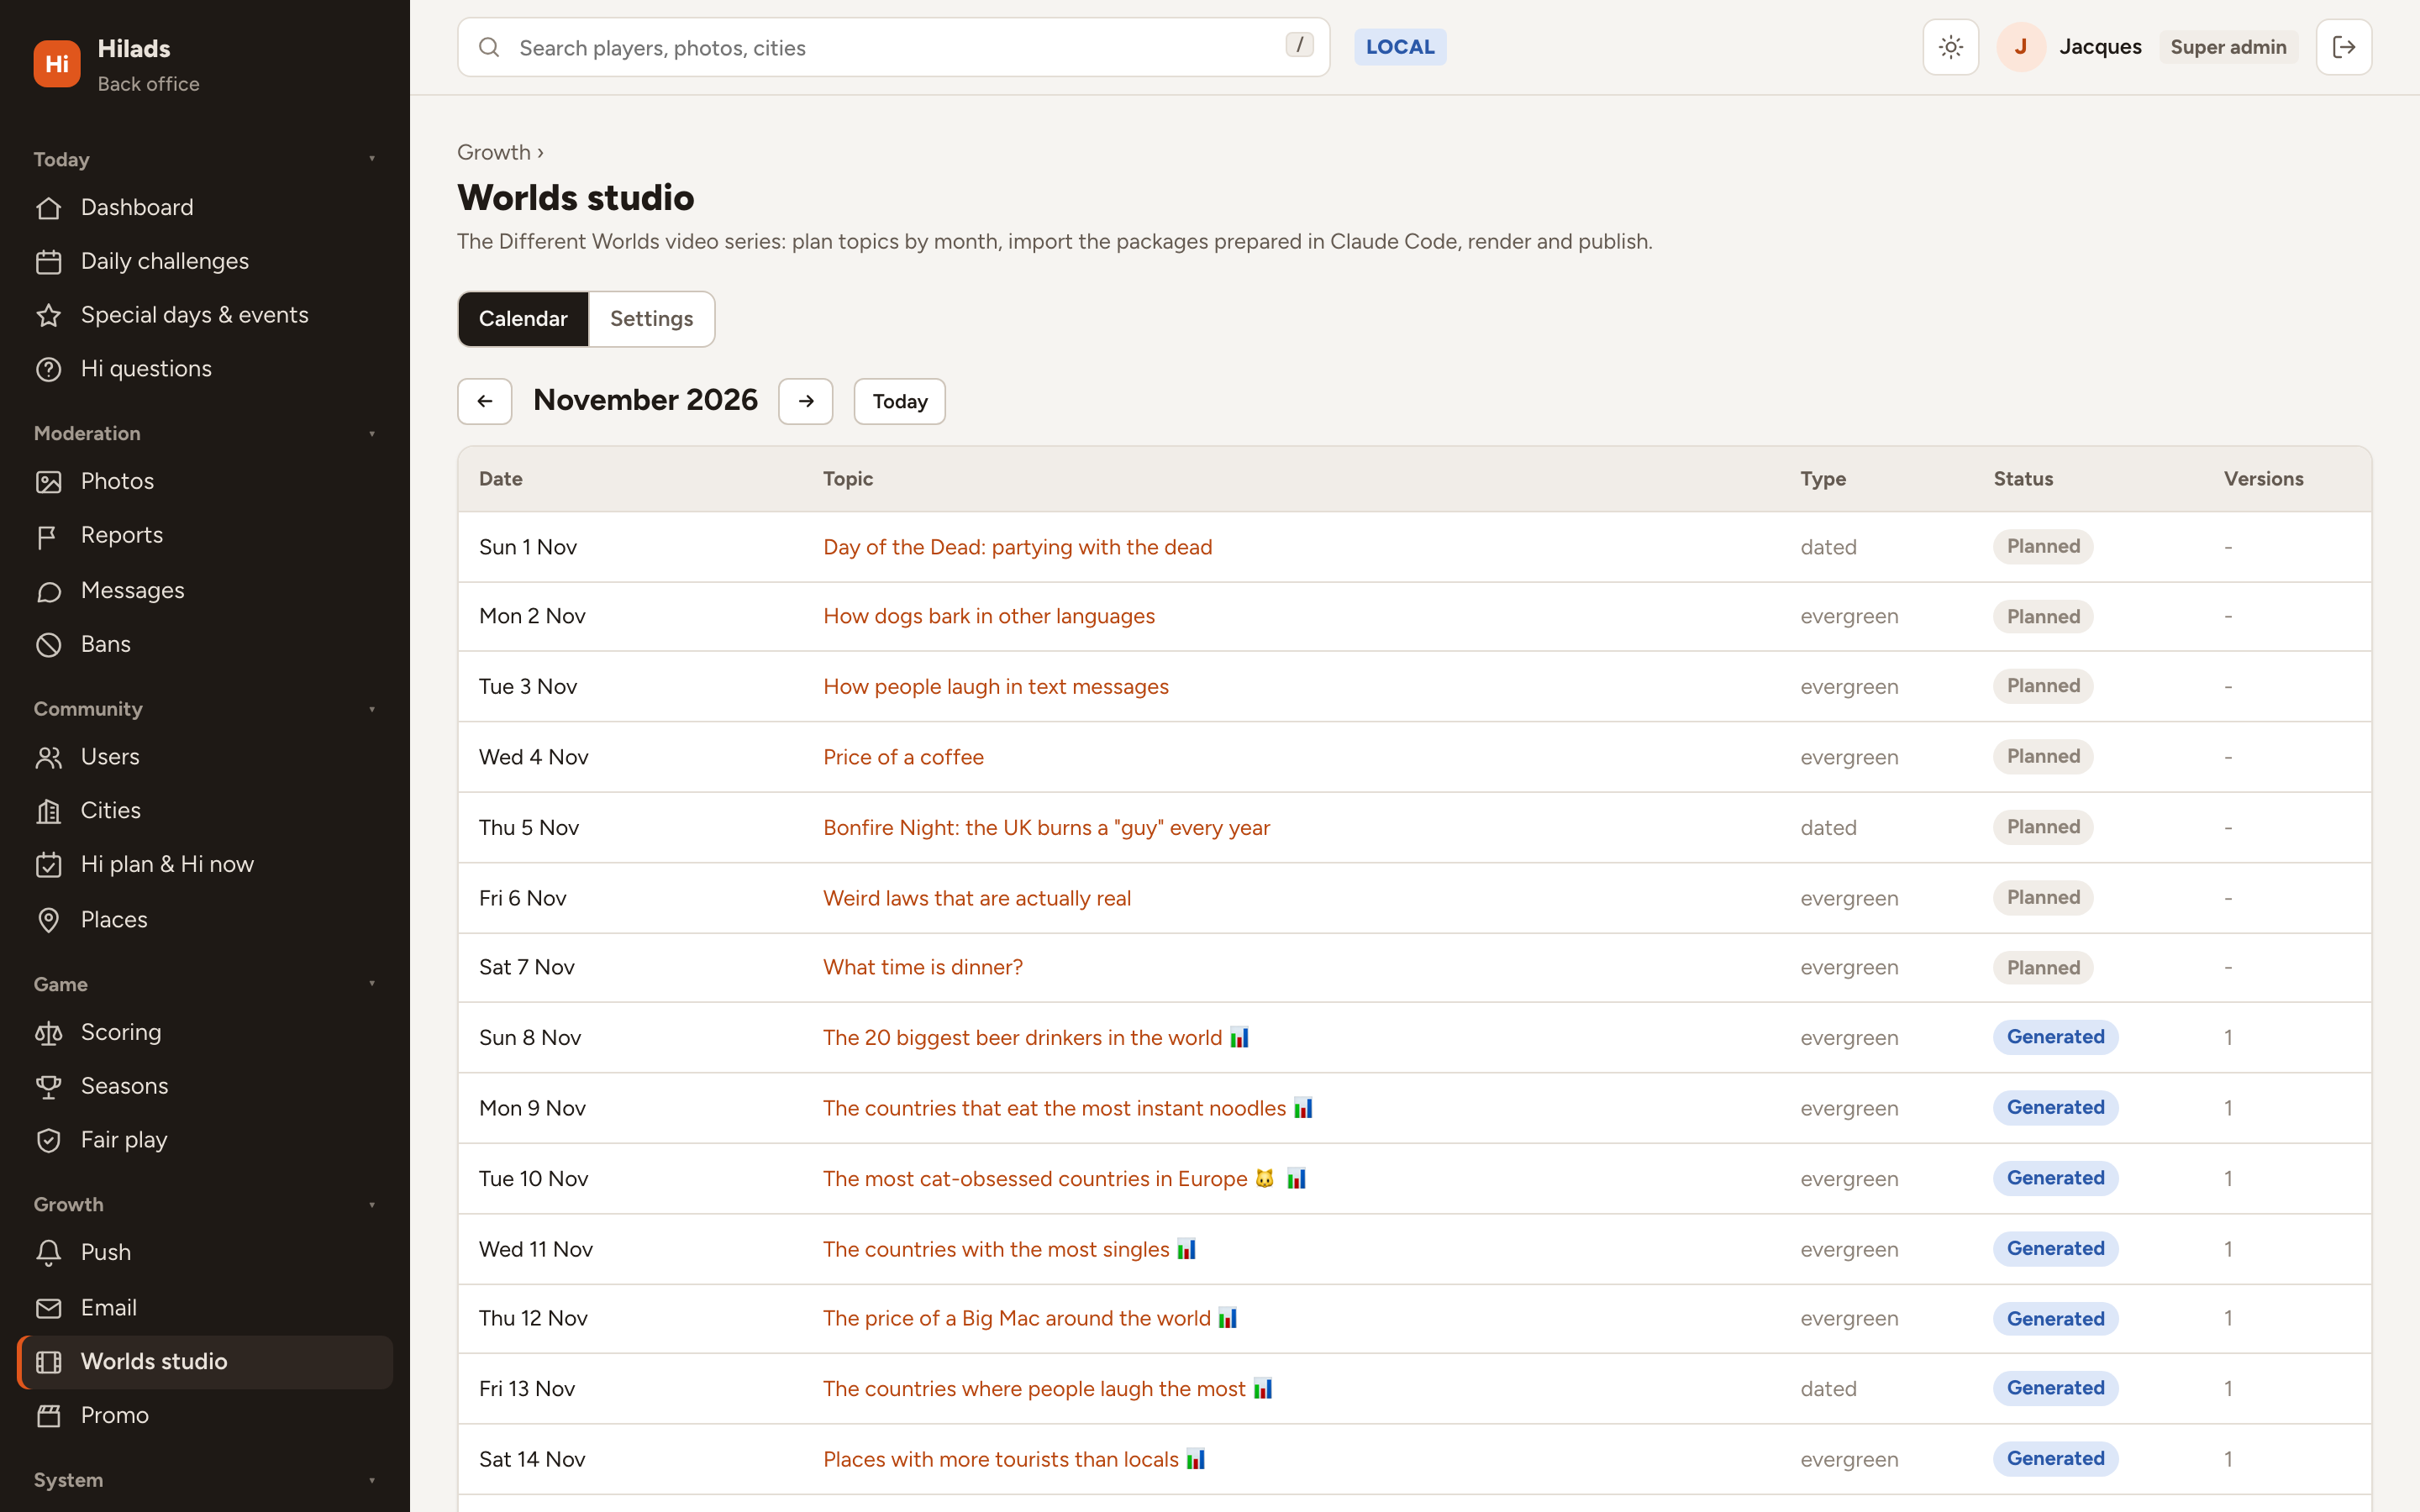 Hi
Hilads
Back office
Today
Dashboard
Daily challenges
Special days & events
Hi questions
Moderation
Photos
Reports
Messages
Bans
Community
Users
Cities
Hi plan & Hi now
Places
Game
Scoring
Seasons
Fair play
Growth
Push
Email
Worlds studio
Promo
System
Search players, photos, cities /
LOCAL
J Jacques Super admin
Growth ›
Worlds studio
The Different Worlds video series: plan topics by month, import the packages prepared in Claude Code, render and publish.
Calendar Settings
← November 2026 → Today
Date Topic Type Status Versions
Sun 1 Nov Day of the Dead: partying with the dead dated Planned -
Mon 2 Nov How dogs bark in other languages evergreen Planned -
Tue 3 Nov How people laugh in text messages evergreen Planned -
Wed 4 Nov Price of a coffee evergreen Planned -
Thu 5 Nov Bonfire Night: the UK burns a "guy" every year dated Planned -
Fri 6 Nov Weird laws that are actually real evergreen Planned -
Sat 7 Nov What time is dinner? evergreen Planned -
Sun 8 Nov The 20 biggest beer drinkers in the world 📊 evergreen Generated 1
Mon 9 Nov The countries that eat the most instant noodles 📊 evergreen Generated 1
Tue 10 Nov The most cat-obsessed countries in Europe 🐱 📊 evergreen Generated 1
Wed 11 Nov The countries with the most singles 📊 evergreen Generated 1
Thu 12 Nov The price of a Big Mac around the world 📊 evergreen Generated 1
Fri 13 Nov The countries where people laugh the most 📊 dated Generated 1
Sat 14 Nov Places with more tourists than locals 📊 evergreen Generated 1